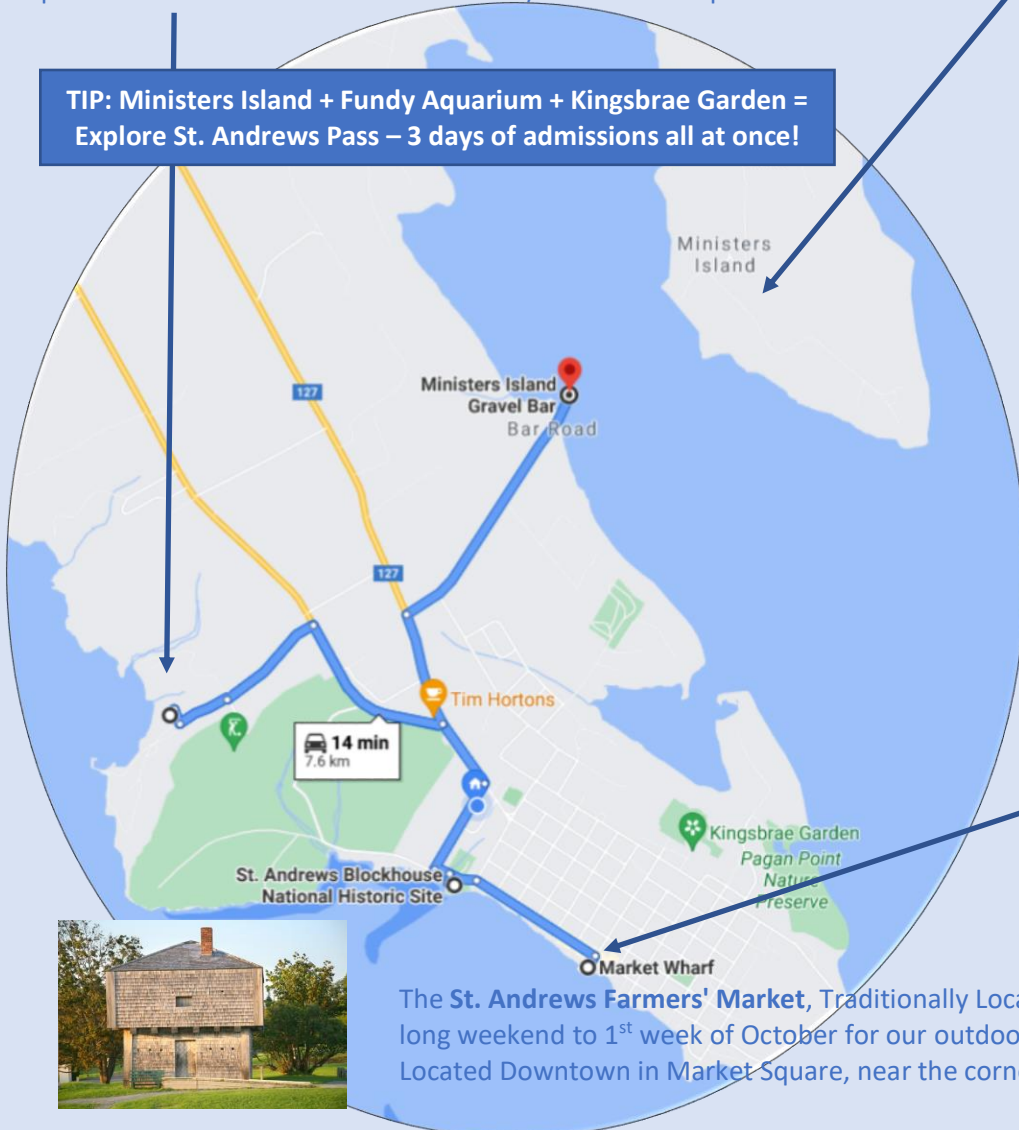 TIP: Ministers Island + Fundy Aquarium + Kingsbrae Garden =
Explore St. Andrews Pass – 3 days of admissions all at once!
Ministers
Island
127
Ministers Island
Gravel Bar
Bar Road
127
Tim Hortons
14 min
7.6 km
Kingsbrae Garden
Pagan Point
Nature
Preserve
St. Andrews Blockhouse
National Historic Site
Market Wharf
The St. Andrews Farmers' Market, Traditionally Loca
long weekend to 1st week of October for our outdoo
Located Downtown in Market Square, near the corn